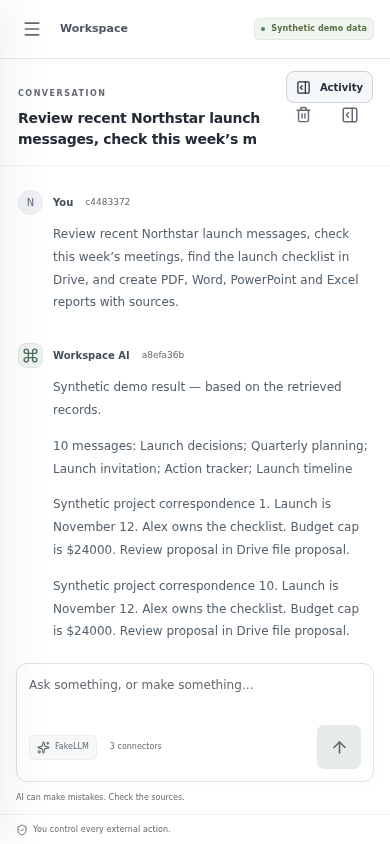 Workspace
Synthetic demo data
CONVERSATION
Activity
Review recent Northstar launch
messages, check this week’s m
N
You c4483372
Review recent Northstar launch messages, check
this week’s meetings, find the launch checklist in
Drive, and create PDF, Word, PowerPoint and Excel
reports with sources.
Workspace AI a8efa36b
Synthetic demo result — based on the retrieved
records.
10 messages: Launch decisions; Quarterly planning;
Launch invitation; Action tracker; Launch timeline
Synthetic project correspondence 1. Launch is
November 12. Alex owns the checklist. Budget cap
is $24000. Review proposal in Drive file proposal.
Synthetic project correspondence 10. Launch is
November 12. Alex owns the checklist. Budget cap
is $24000. Review proposal in Drive file proposal.
Ask something, or make something…
FakeLLM 3 connectors
AI can make mistakes. Check the sources.
You control every external action.